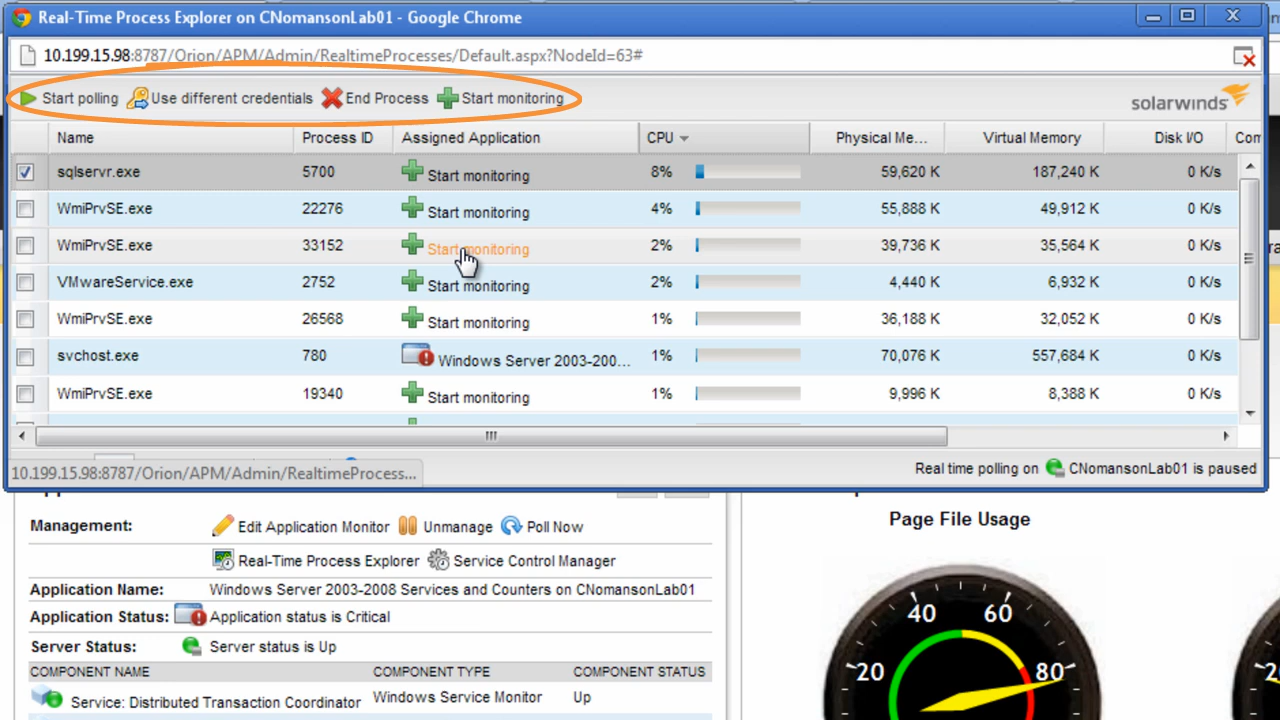 Real-Time Process Explorer on CNomansonLab01 - Google Chrome
10.199.15.98:8787/Orion/APM/Admin/RealtimeProcesses/Default.aspx?NodeId=63#
Start polling Use different credentials End Process Start monitoring
solarwinds
Name Process ID Assigned Application CPU Physical Me... Virtual Memory Disk I/O Com
sqlservr.exe 5700 Start monitoring 8% 59,620 K 187,240 K 0 K/s
WmiPrvSE.exe 22276 Start monitoring 4% 55,888 K 49,912 K 0 K/s
WmiPrvSE.exe 33152 Start monitoring 2% 39,736 K 35,564 K 0 K/s
VMwareService.exe 2752 Start monitoring 2% 4,440 K 6,932 K 0 K/s
WmiPrvSE.exe 26568 Start monitoring 1% 36,188 K 32,052 K 0 K/s
svchost.exe 780 Windows Server 2003-200... 1% 70,076 K 557,684 K 0 K/s
WmiPrvSE.exe 19340 Start monitoring 1% 9,996 K 8,388 K 0 K/s
10.199.15.98:8787/Orion/APM/Admin/RealtimeProcess...
Real time polling on CNomansonLab01 is paused
Management: Edit Application Monitor Unmanage Poll Now
Real-Time Process Explorer Service Control Manager
Application Name: Windows Server 2003-2008 Services and Counters on CNomansonLab01
Application Status: Application status is Critical
Server Status: Server status is Up
COMPONENT NAME COMPONENT TYPE COMPONENT STATUS
Service: Distributed Transaction Coordinator Windows Service Monitor Up
Page File Usage
40 60
20 80
2